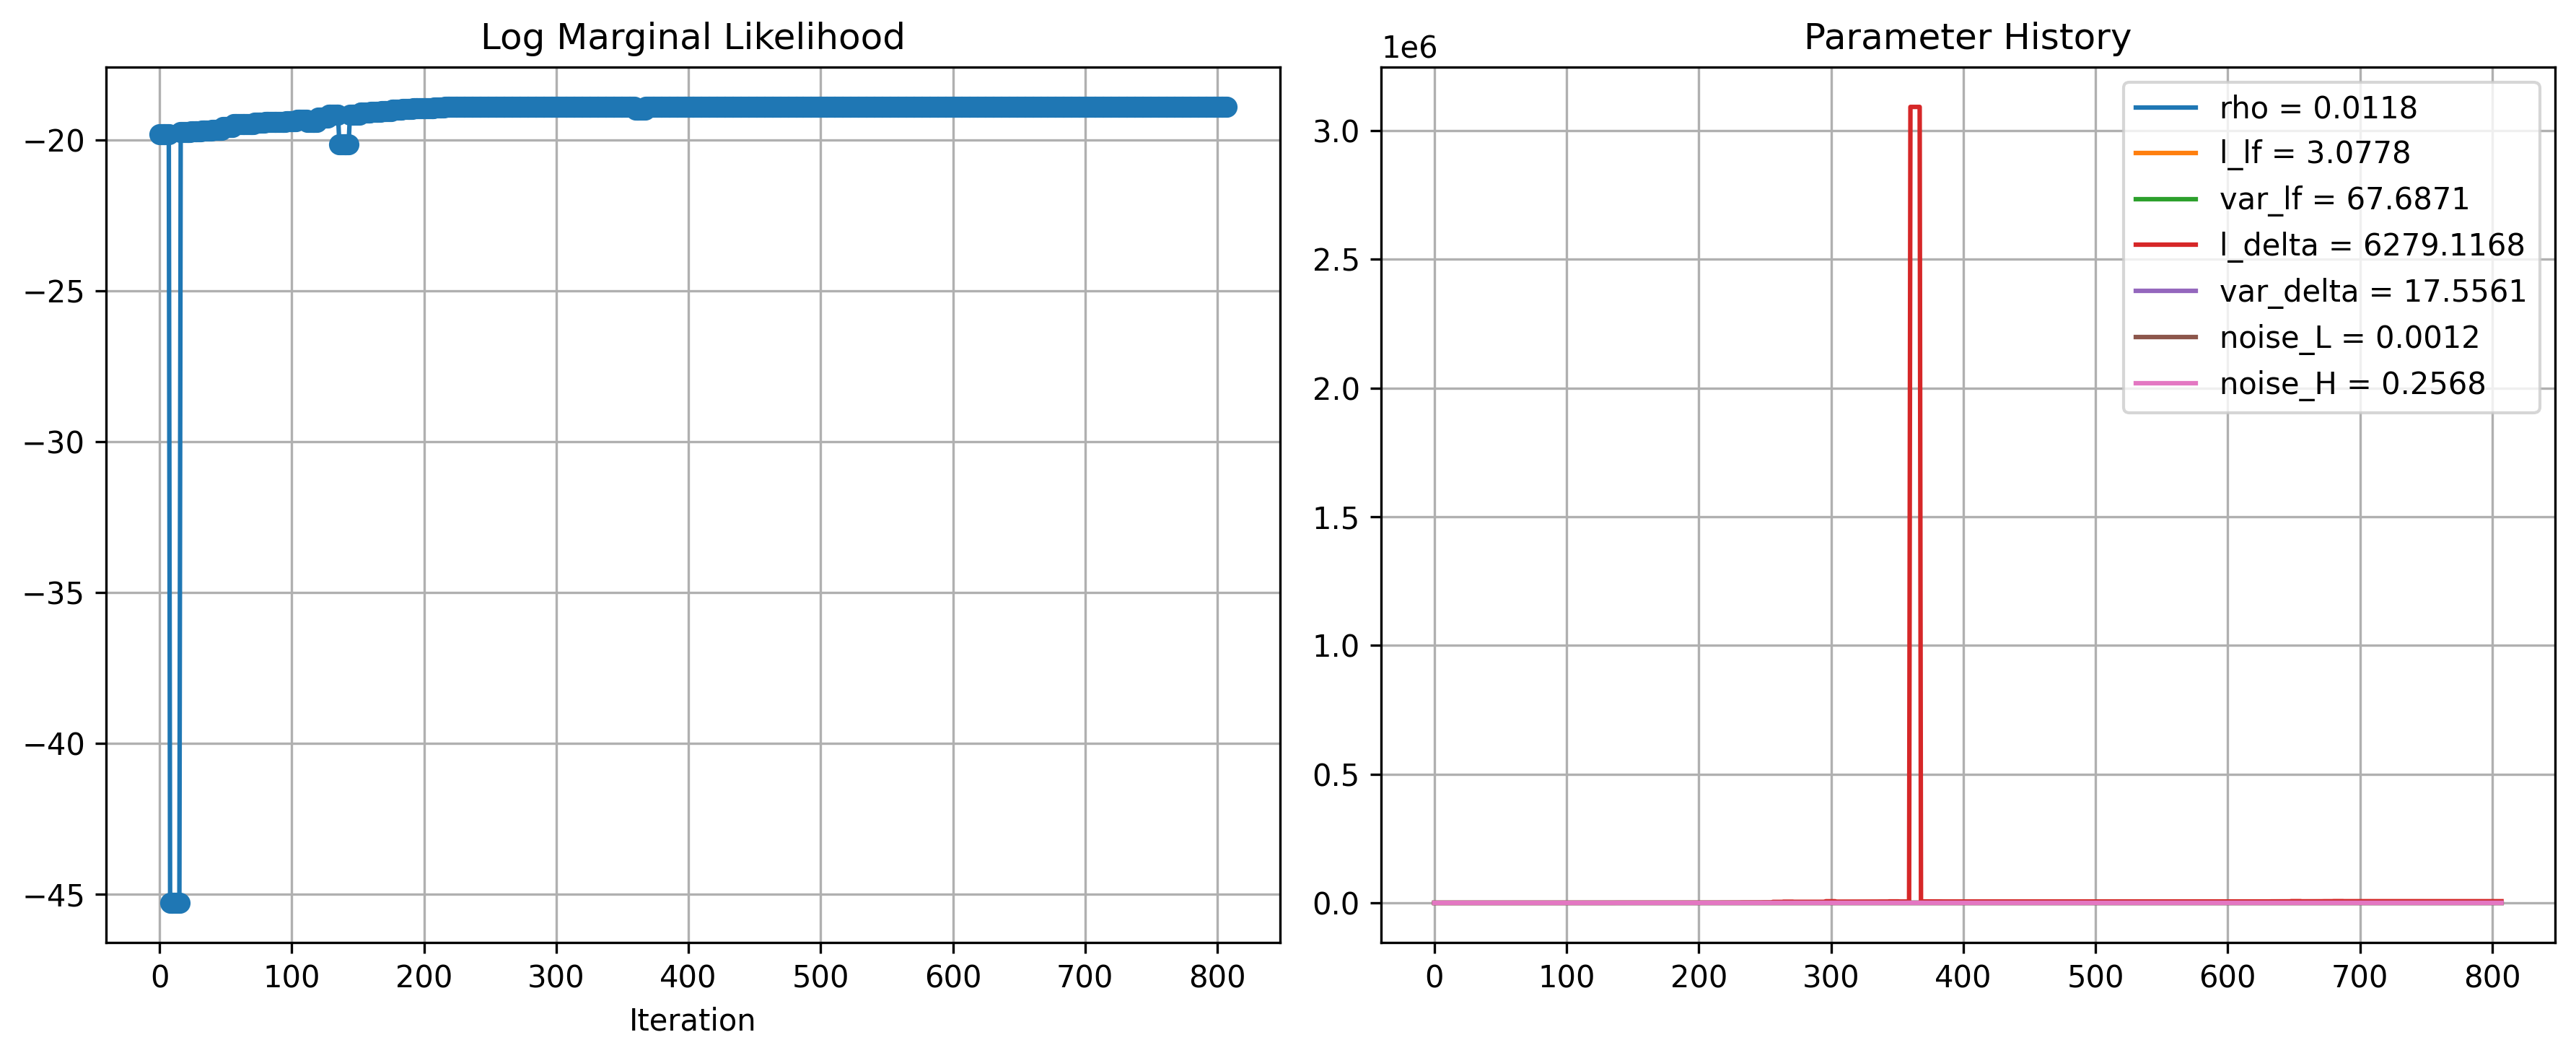 Log Marginal Likelihood
−20
−25
−30
−35
−40
−45
0 100 200 300 400 500 600 700 800
Iteration
Parameter History
1e6
3.0
2.5
2.0
1.5
1.0
0.5
0.0
0 100 200 300 400 500 600 700 800
rho = 0.0118
l_lf = 3.0778
var_lf = 67.6871
l_delta = 6279.1168
var_delta = 17.5561
noise_L = 0.0012
noise_H = 0.2568